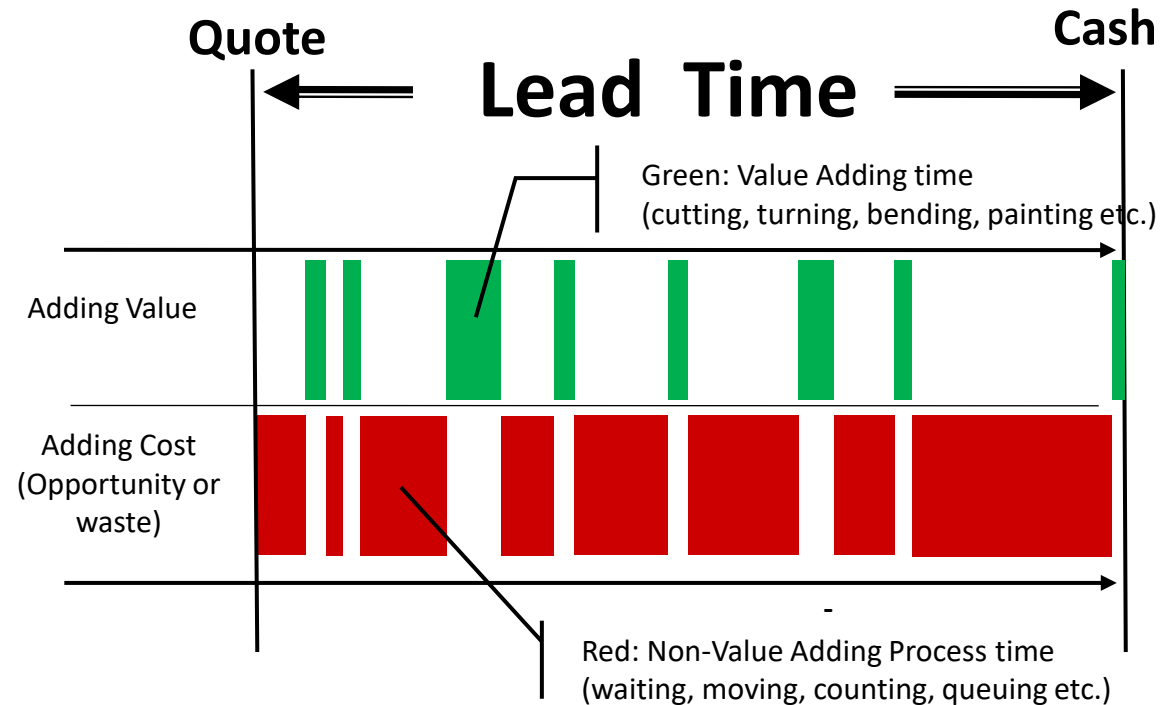 Quote
Cash
Lead Time
Green: Value Adding time
(cutting, turning, bending, painting etc.)
Adding Value
Adding Cost
(Opportunity or
waste)
-
Red: Non-Value Adding Process time
(waiting, moving, counting, queuing etc.)